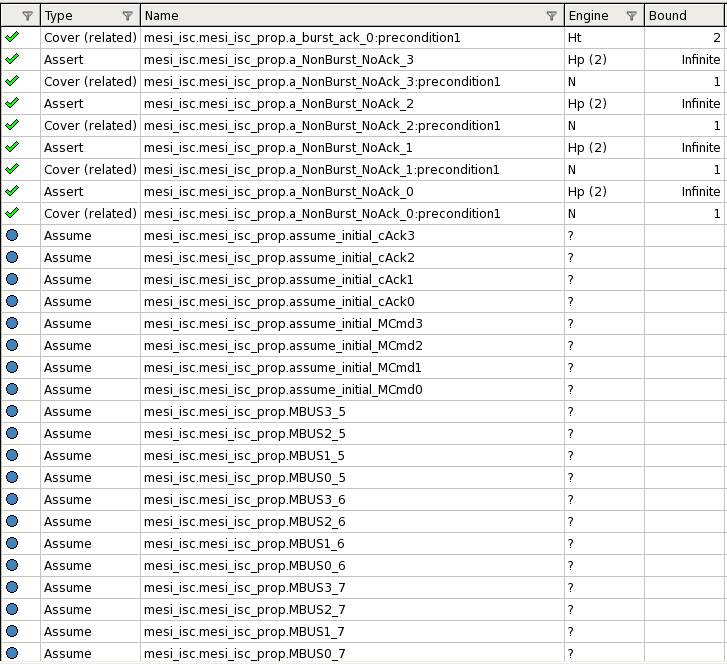 Type Name Engine Bound
Cover (related) mesi_isc.mesi_isc_prop.a_burst_ack_0:precondition1 Ht 2
Assert mesi_isc.mesi_isc_prop.a_NonBurst_NoAck_3 Hp (2) Infinite
Cover (related) mesi_isc.mesi_isc_prop.a_NonBurst_NoAck_3:precondition1 N 1
Assert mesi_isc.mesi_isc_prop.a_NonBurst_NoAck_2 Hp (2) Infinite
Cover (related) mesi_isc.mesi_isc_prop.a_NonBurst_NoAck_2:precondition1 N 1
Assert mesi_isc.mesi_isc_prop.a_NonBurst_NoAck_1 Hp (2) Infinite
Cover (related) mesi_isc.mesi_isc_prop.a_NonBurst_NoAck_1:precondition1 N 1
Assert mesi_isc.mesi_isc_prop.a_NonBurst_NoAck_0 Hp (2) Infinite
Cover (related) mesi_isc.mesi_isc_prop.a_NonBurst_NoAck_0:precondition1 N 1
Assume mesi_isc.mesi_isc_prop.assume_initial_cAck3 ?
Assume mesi_isc.mesi_isc_prop.assume_initial_cAck2 ?
Assume mesi_isc.mesi_isc_prop.assume_initial_cAck1 ?
Assume mesi_isc.mesi_isc_prop.assume_initial_cAck0 ?
Assume mesi_isc.mesi_isc_prop.assume_initial_MCmd3 ?
Assume mesi_isc.mesi_isc_prop.assume_initial_MCmd2 ?
Assume mesi_isc.mesi_isc_prop.assume_initial_MCmd1 ?
Assume mesi_isc.mesi_isc_prop.assume_initial_MCmd0 ?
Assume mesi_isc.mesi_isc_prop.MBUS3_5 ?
Assume mesi_isc.mesi_isc_prop.MBUS2_5 ?
Assume mesi_isc.mesi_isc_prop.MBUS1_5 ?
Assume mesi_isc.mesi_isc_prop.MBUS0_5 ?
Assume mesi_isc.mesi_isc_prop.MBUS3_6 ?
Assume mesi_isc.mesi_isc_prop.MBUS2_6 ?
Assume mesi_isc.mesi_isc_prop.MBUS1_6 ?
Assume mesi_isc.mesi_isc_prop.MBUS0_6 ?
Assume mesi_isc.mesi_isc_prop.MBUS3_7 ?
Assume mesi_isc.mesi_isc_prop.MBUS2_7 ?
Assume mesi_isc.mesi_isc_prop.MBUS1_7 ?
Assume mesi_isc.mesi_isc_prop.MBUS0_7 ?